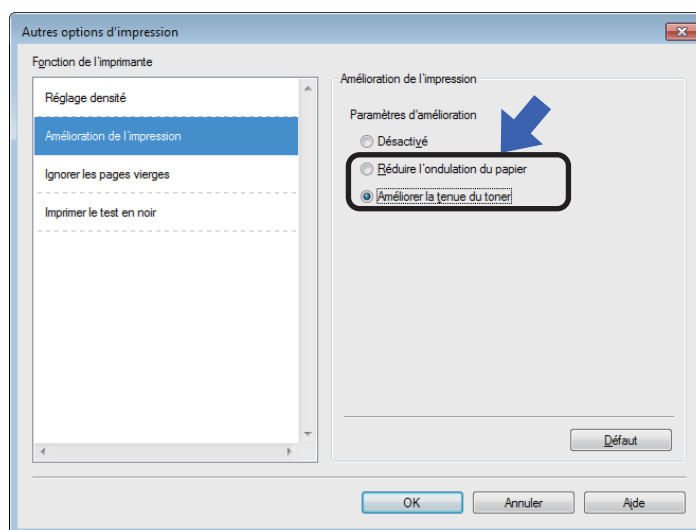 Autres options d'impression
Fonction de l'imprimante
Réglage densité
Amélioration de l'impression
Ignorer les pages vierges
Imprimer le test en noir
Amélioration de l'impression
Paramètres d'amélioration
Désactivé
Réduire l'ondulation du papier
Améliorer la tenue du toner
Défaut
OK
Annuler
Aide